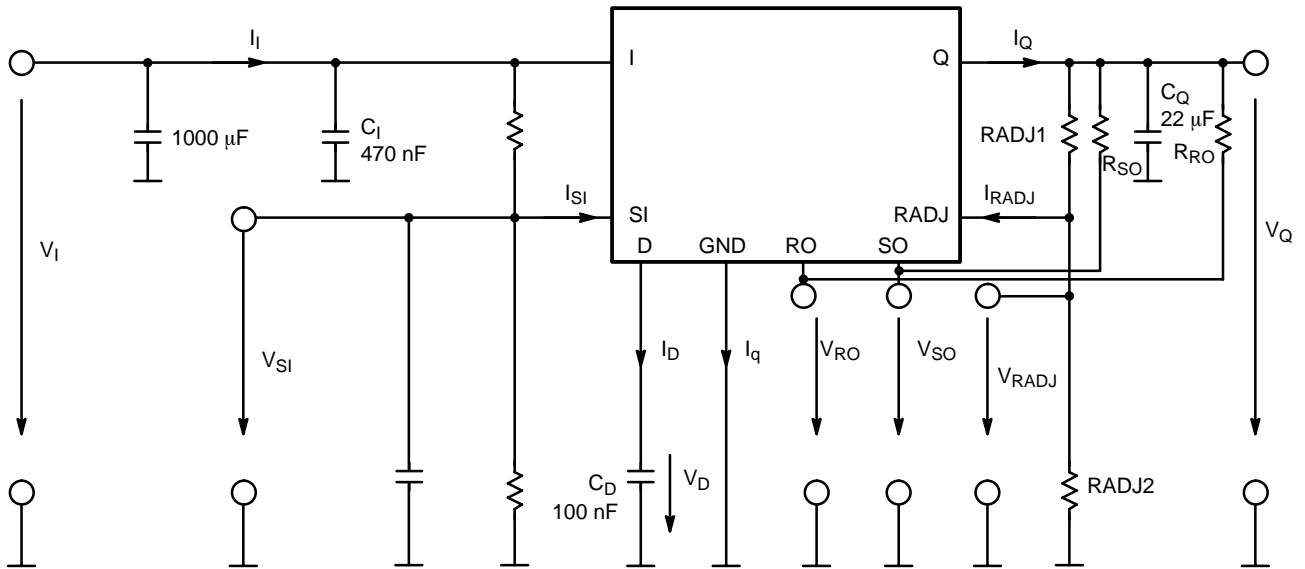 I_I
I
Q
I_Q
1000 μF
C_I
470 nF
RADJ1
R_SO
C_Q
22 μF
R_RO
I_SI
SI
RADJ
I_RADJ
D
GND
RO
SO
V_I
V_SI
I_D
I_q
V_RO
V_SO
V_RADJ
V_Q
C_D
100 nF
V_D
RADJ2